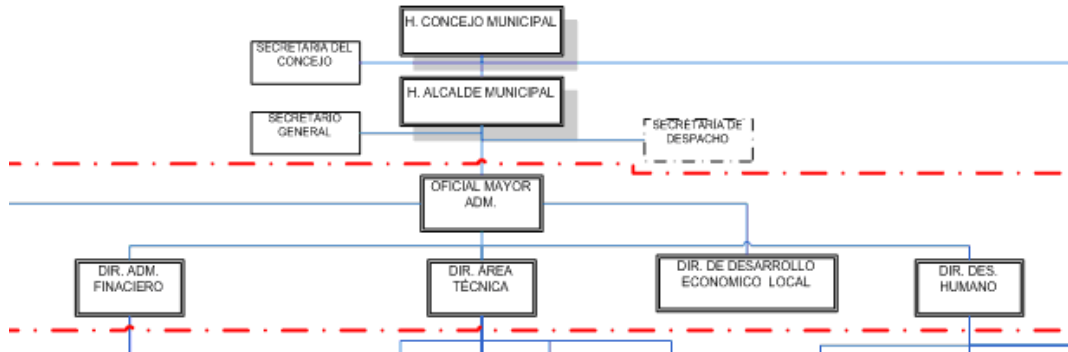 H. CONCEJO MUNICIPAL
SECRETARIA DEL
CONCEJO
H. ALCALDE MUNICIPAL
SECRETARIO
GENERAL
SECRETARIA DE
DESPACHO
OFICIAL MAYOR
ADM.
DIR. ADM.
FINACIERO
DIR. ÁREA
TÉCNICA
DIR. DE DESARROLLO
ECONOMICO LOCAL
DIR. DES.
HUMANO